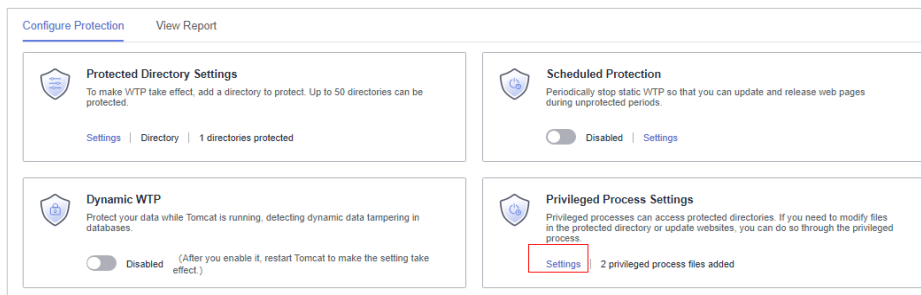 Configure Protection View Report
Protected Directory Settings
To make WTP take effect, add a directory to protect. Up to 50 directories can be
protected.
Settings | Directory | 1 directories protected
Scheduled Protection
Periodically stop static WTP so that you can update and release web pages
during unprotected periods.
Disabled | Settings
Dynamic WTP
Protect your data while Tomcat is running, detecting dynamic data tampering in
databases.
Disabled (After you enable it, restart Tomcat to make the setting take
effect.)
Privileged Process Settings
Privileged processes can access protected directories. If you need to modify files
in the protected directory or update websites, you can do so through the privileged
process.
Settings | 2 privileged process files added